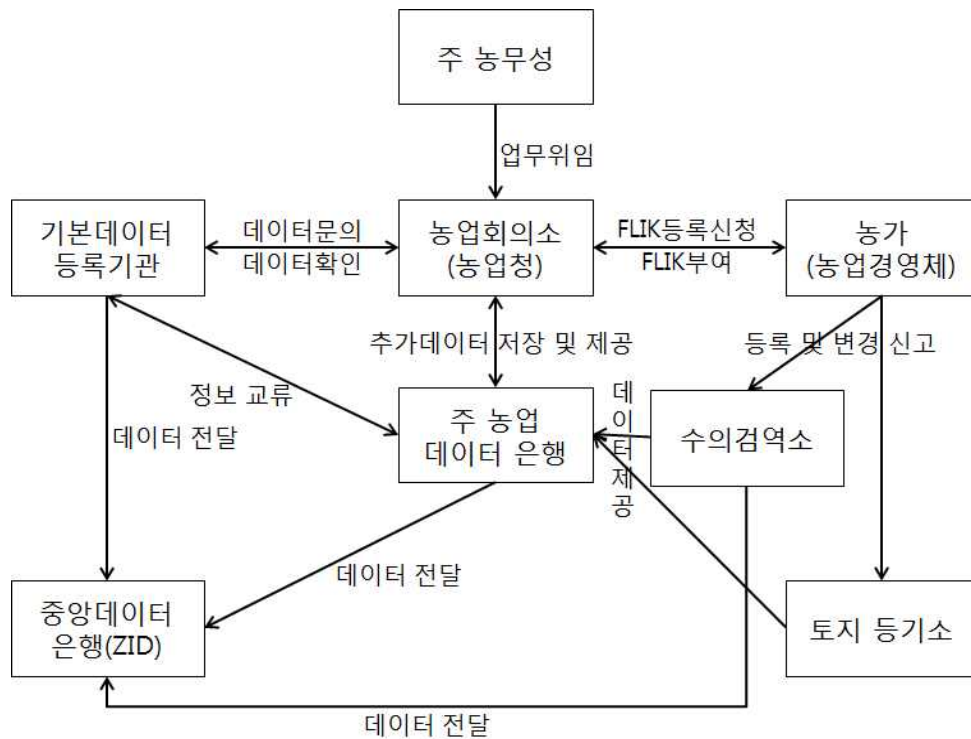 주 농무성
업무위임
기본데이터
등록기관
데이터문의
데이터확인
농업회의소
(농업청)
FLIK등록신청
FLIK부여
농가
(농업경영체)
추가데이터 저장 및 제공
등록 및 변경 신고
정보 교류
데이터 전달
주 농업
데이터 은행
데이터제공
수의검역소
데이터 전달
중앙데이터
은행(ZID)
토지 등기소
데이터 전달